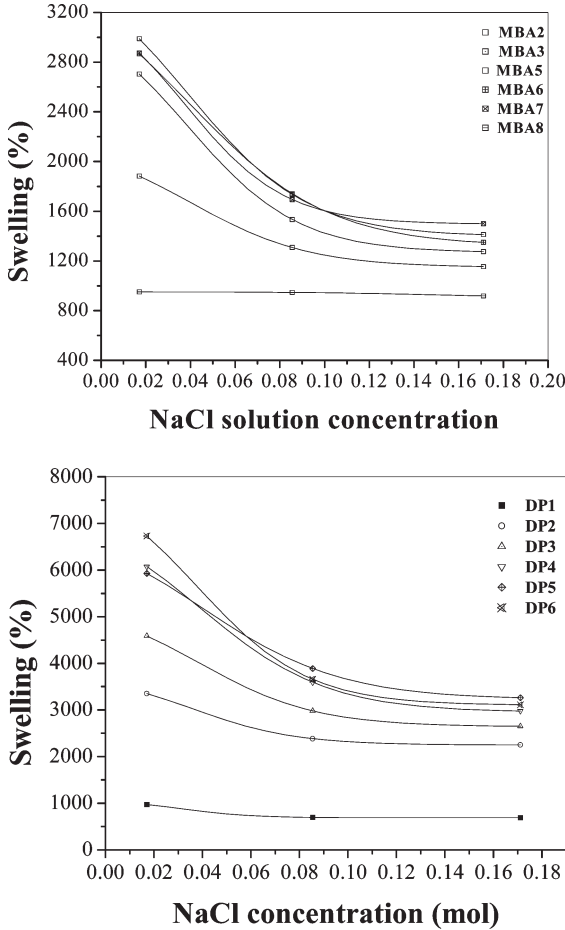 3200
2800
2400
2000
1600
1200
800
400
Swelling (%)
MBA2
MBA3
MBA5
MBA6
MBA7
MBA8
0.00 0.02 0.04 0.06 0.08 0.10 0.12 0.14 0.16 0.18 0.20
NaCl solution concentration
8000
7000
6000
5000
4000
3000
2000
1000
0
Swelling (%)
DP1
DP2
DP3
DP4
DP5
DP6
0.00 0.02 0.04 0.06 0.08 0.10 0.12 0.14 0.16 0.18
NaCl concentration (mol)